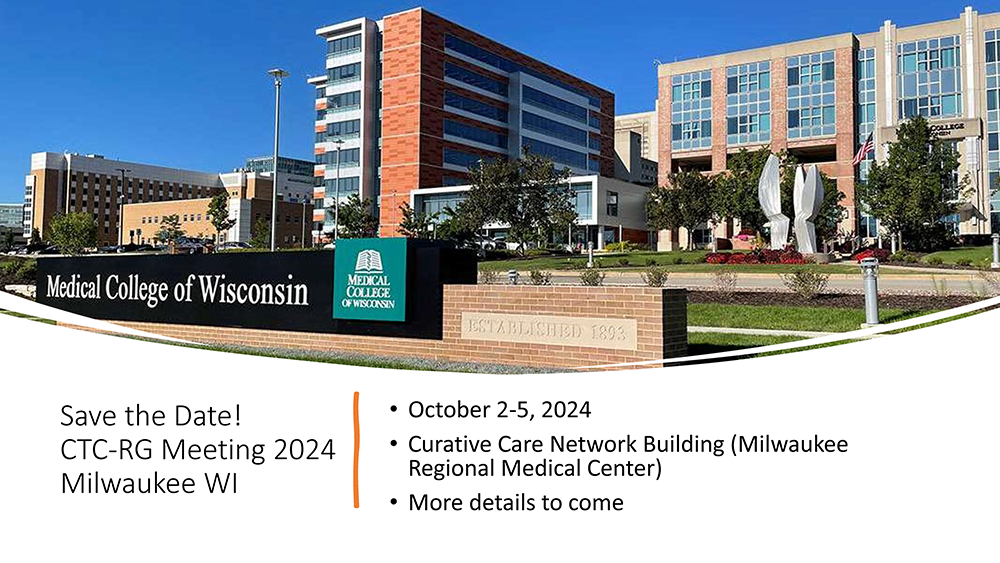 COLLEGE
Medical College of Wisconsin
MEDICAL
COLLEGE
OF WISCONSIN
ESTABLISHED 1893
Save the Date!
CTC-RG Meeting 2024
Milwaukee WI
• October 2-5, 2024
• Curative Care Network Building (Milwaukee
Regional Medical Center)
• More details to come